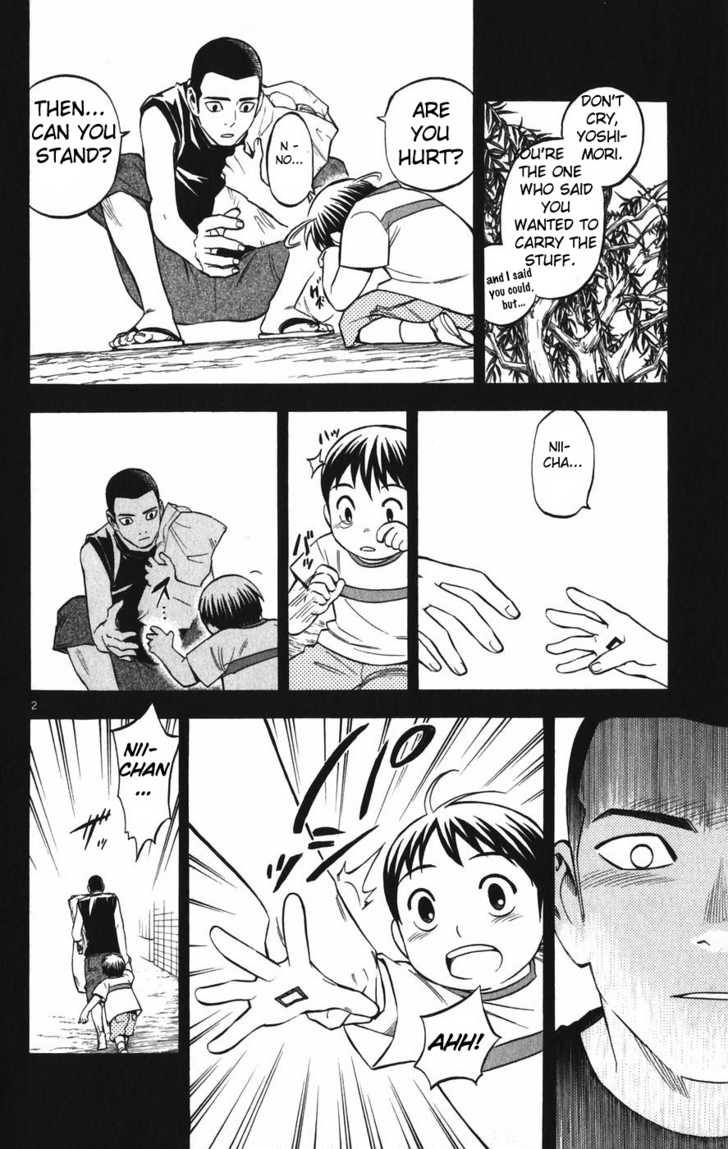 DON'T
CRY,
YOSHI-
MORI.
YOU'RE
THE ONE
WHO SAID
YOU
WANTED TO
CARRY THE
STUFF.
and I said
you could,
but...
ARE
YOU
HURT?
N-
NO...
THEN...
CAN YOU
STAND?
NII-
CHA...
AHH!
NII-
CHAN
...
2